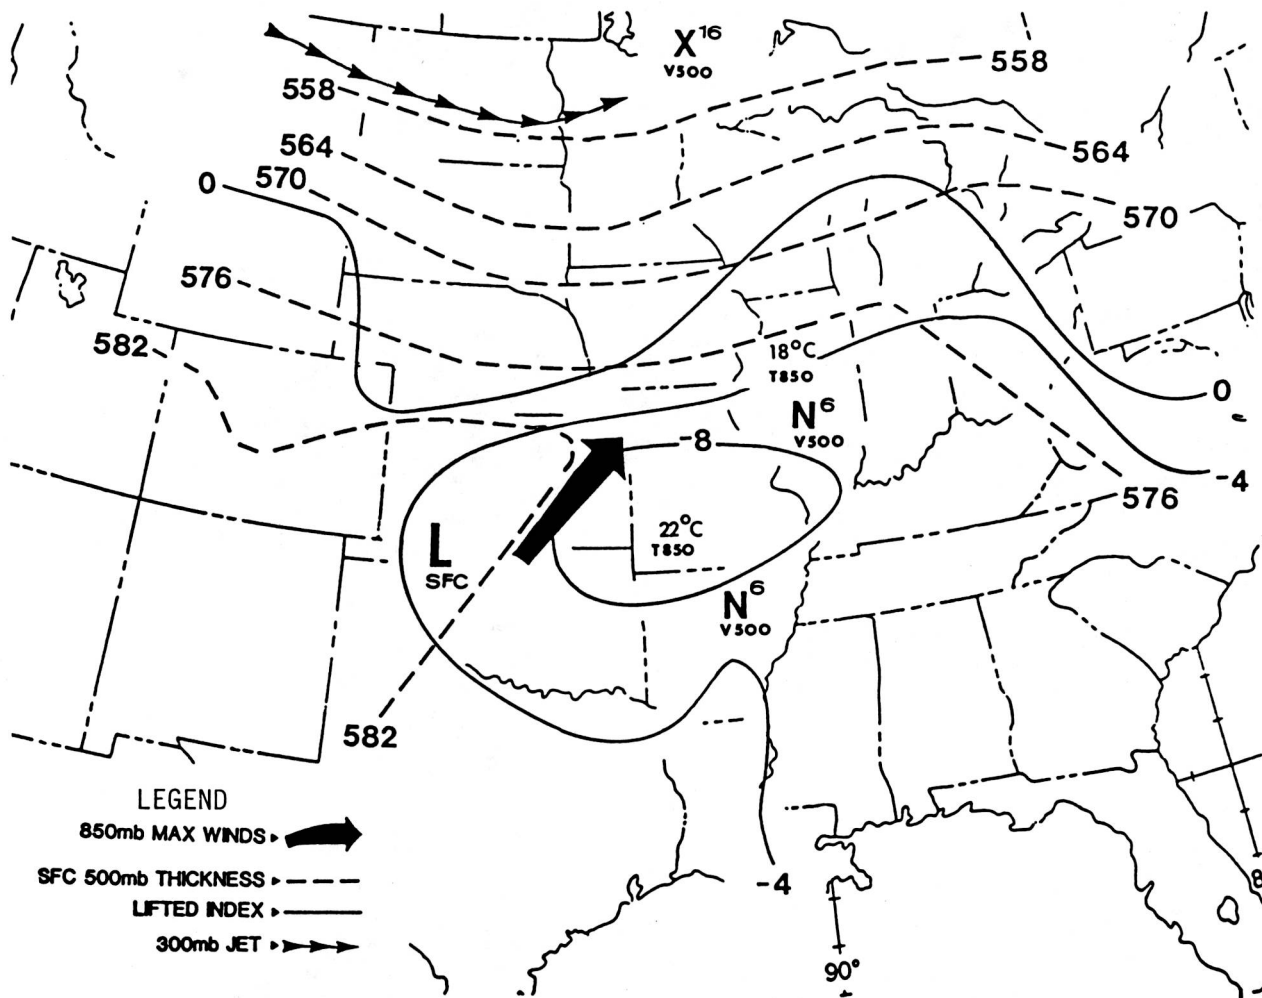 X16
V500
558
558
564
564
570
0
570
576
582
18°C
T850
0
N6
V500
-8
-4
576
22°C
T850
L
SFC
N6
V500
582
LEGEND
850mb MAX WINDS
SFC 500mb THICKNESS
LIFTED INDEX
300mb JET
-4
90°
8